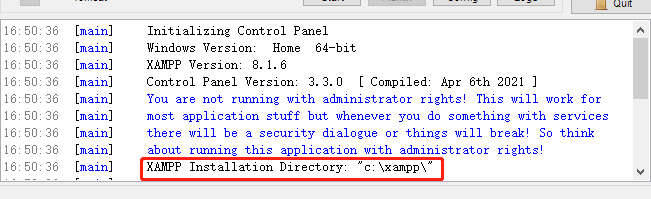 Quit
16:50:36 [main] Initializing Control Panel
16:50:36 [main] Windows Version: Home 64-bit
16:50:36 [main] XAMPP Version: 8.1.6
16:50:36 [main] Control Panel Version: 3.3.0 [ Compiled: Apr 6th 2021 ]
16:50:36 [main] You are not running with administrator rights! This will work for
16:50:36 [main] most application stuff but whenever you do something with services
16:50:36 [main] there will be a security dialogue or things will break! So think
16:50:36 [main] about running this application with administrator rights!
16:50:36 [main] XAMPP Installation Directory: "c:\xampp\"